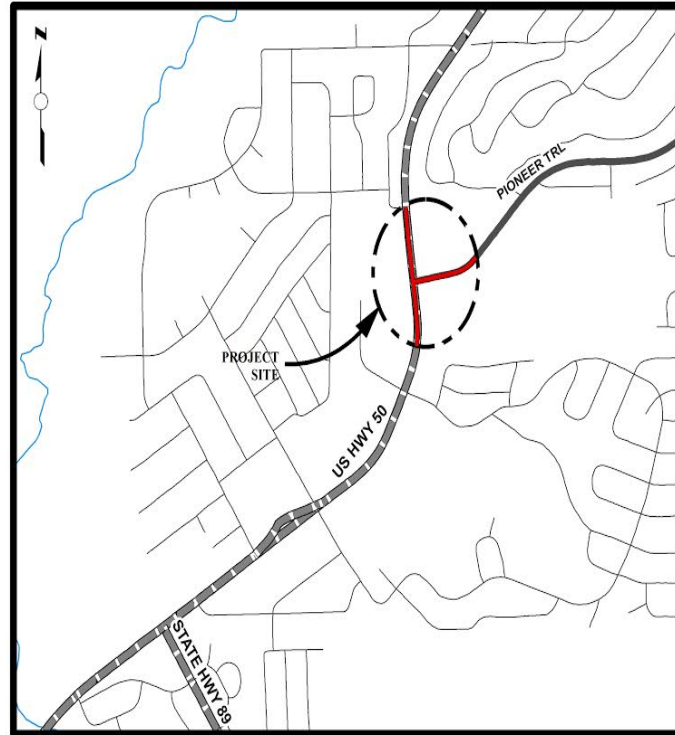 N
PIONEER TRL
PROJECT
SITE
US HWY 50
STATE HWY 89